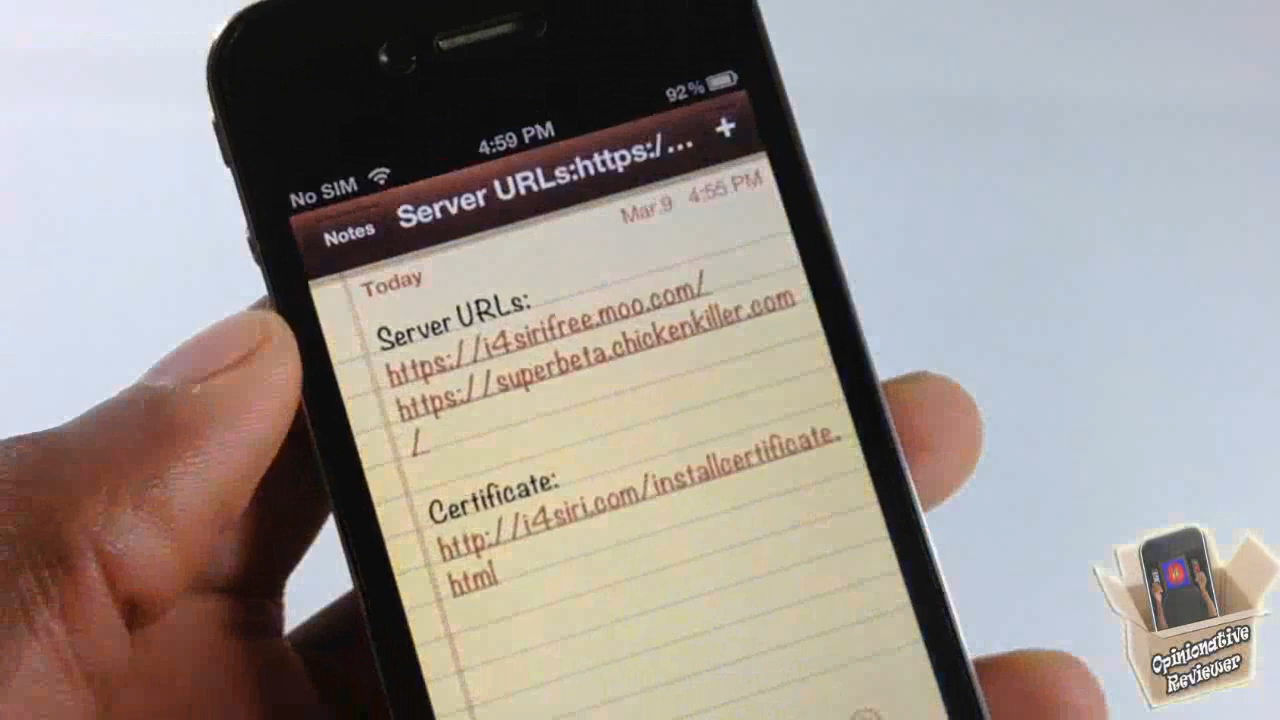 92%
4:59 PM
No SIM
Server URLs:https:/... +
Notes
Mar 9 4:55 PM
Today
Server URLs:
https://i4sirifree.moo.com/
https://superbeta.chickenkiller.com
/
Certificate:
http://i4siri.com/installcertificate.
html
Opinionative
Reviewer